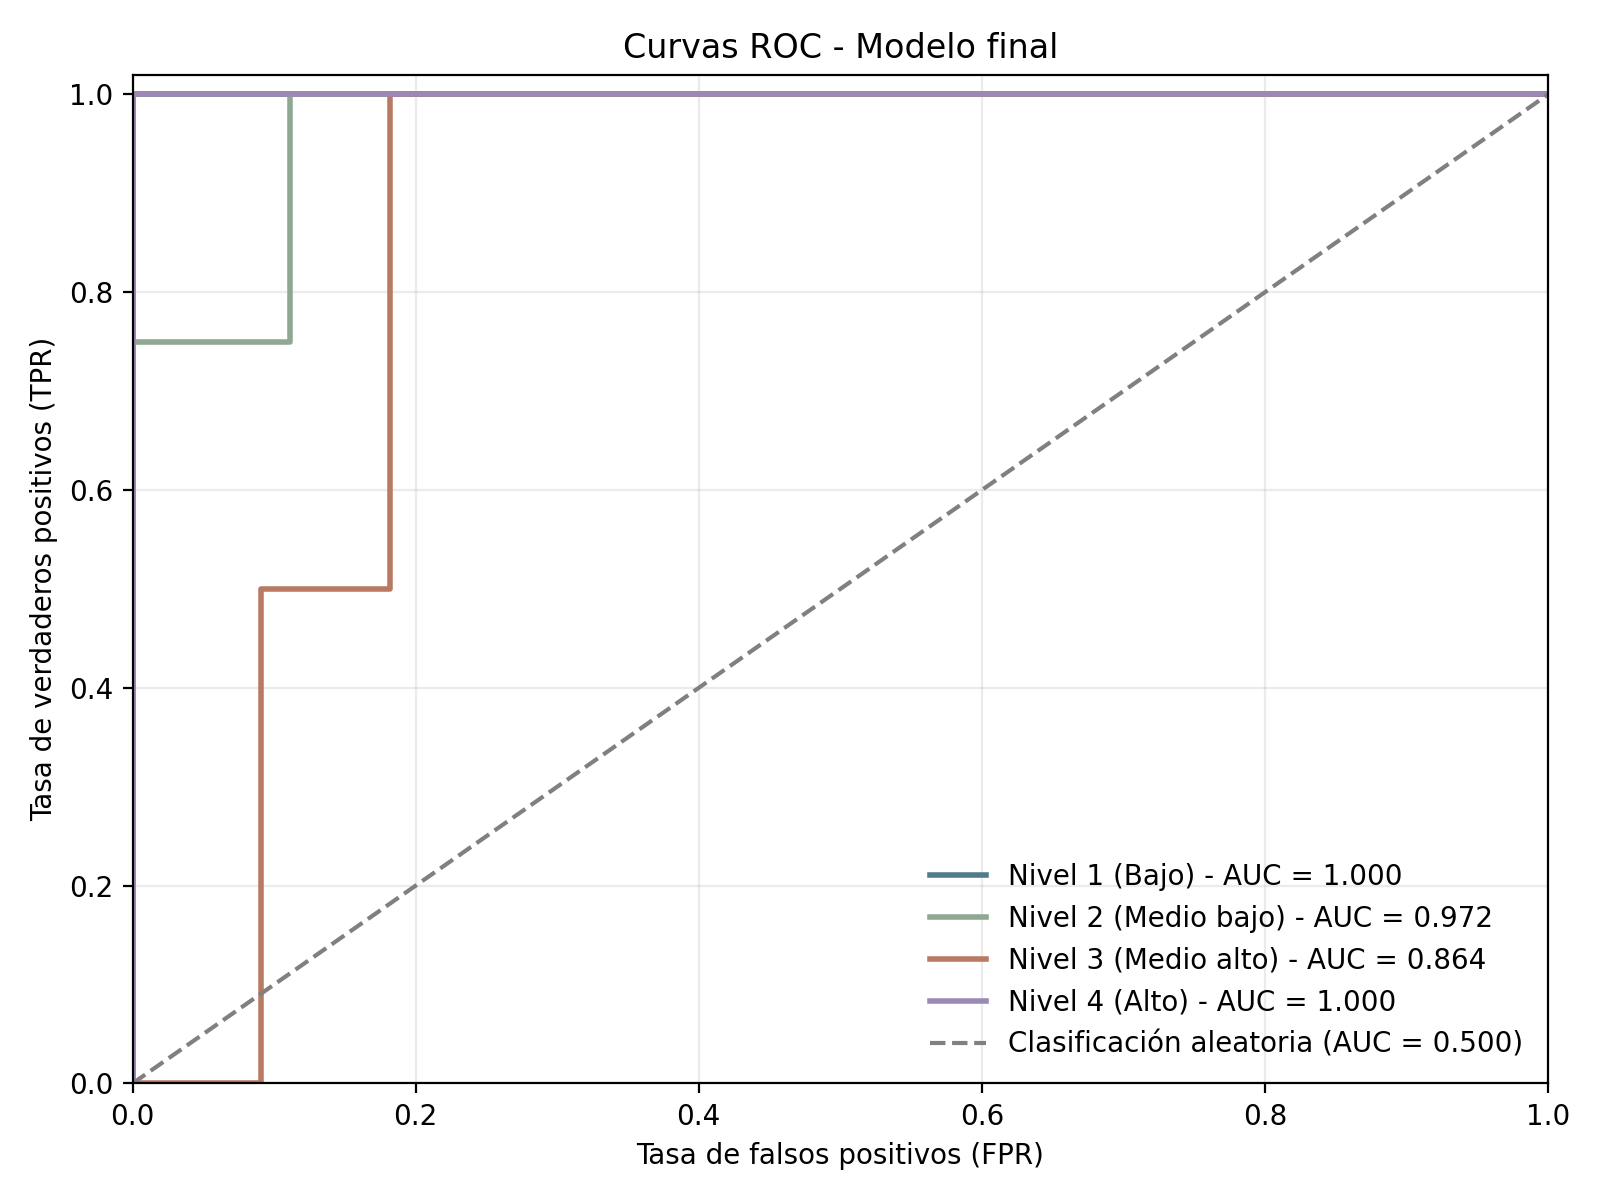 Curvas ROC - Modelo final
1.0
0.8
0.6
0.4
0.2
0.0
Tasa de verdaderos positivos (TPR)
Nivel 1 (Bajo) - AUC = 1.000
Nivel 2 (Medio bajo) - AUC = 0.972
Nivel 3 (Medio alto) - AUC = 0.864
Nivel 4 (Alto) - AUC = 1.000
Clasificación aleatoria (AUC = 0.500)
0.0 0.2 0.4 0.6 0.8 1.0
Tasa de falsos positivos (FPR)